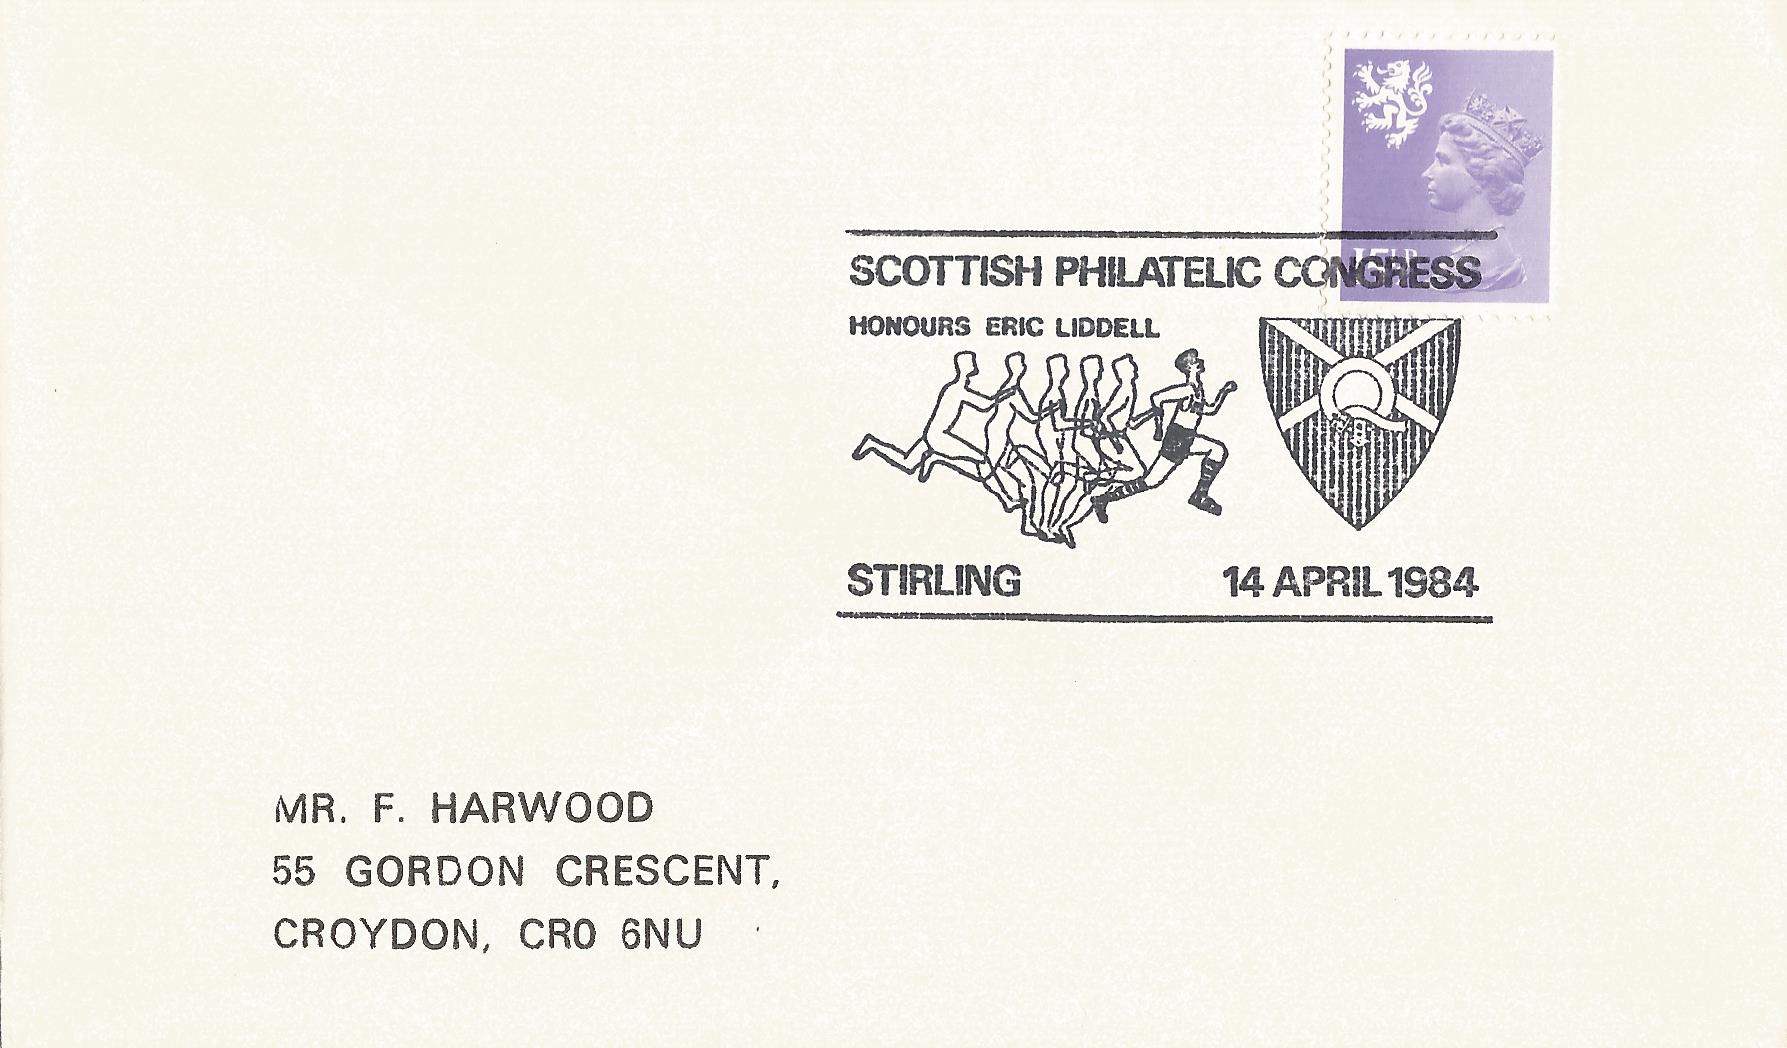 SCOTTISH PHILATELIC CONGRESS
HONOURS ERIC LIDDELL
STIRLING 14 APRIL 1984
MR. F. HARWOOD
55 GORDON CRESCENT,
CROYDON, CR0 6NU